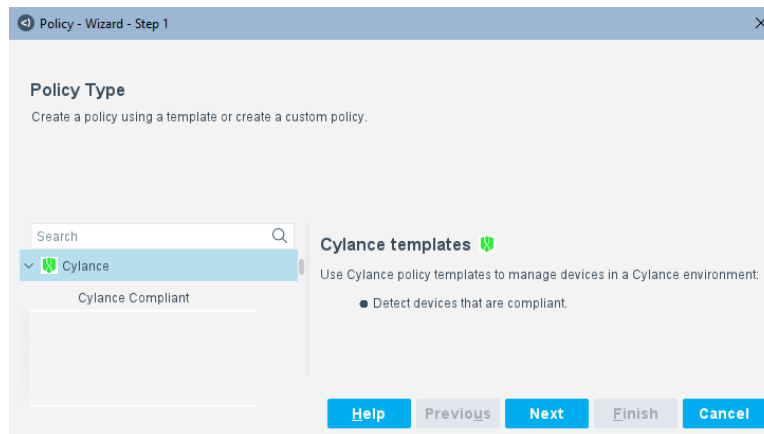 Policy - Wizard - Step 1
Policy Type
Create a policy using a template or create a custom policy.
Search
Cylance
Cylance Compliant
Cylance templates
Use Cylance policy templates to manage devices in a Cylance environment:
Detect devices that are compliant.
Help Previous Next Finish Cancel